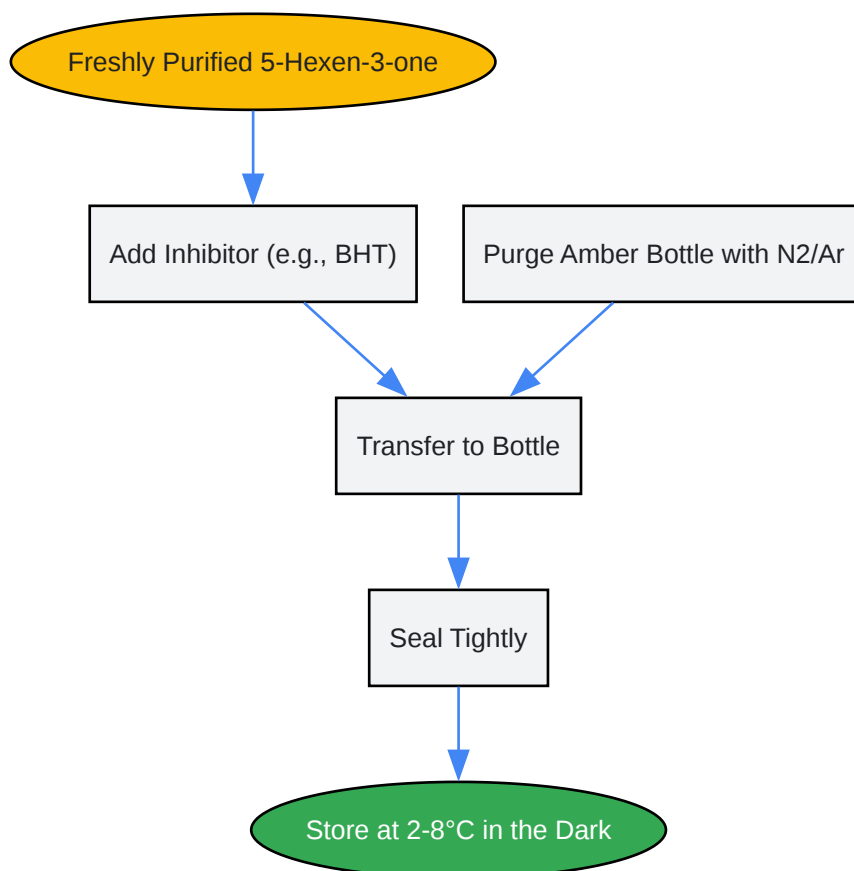 Freshly Purified 5-Hexen-3-one
Add Inhibitor (e.g., BHT)
Purge Amber Bottle with N2/Ar
Transfer to Bottle
Seal Tightly
Store at 2-8°C in the Dark